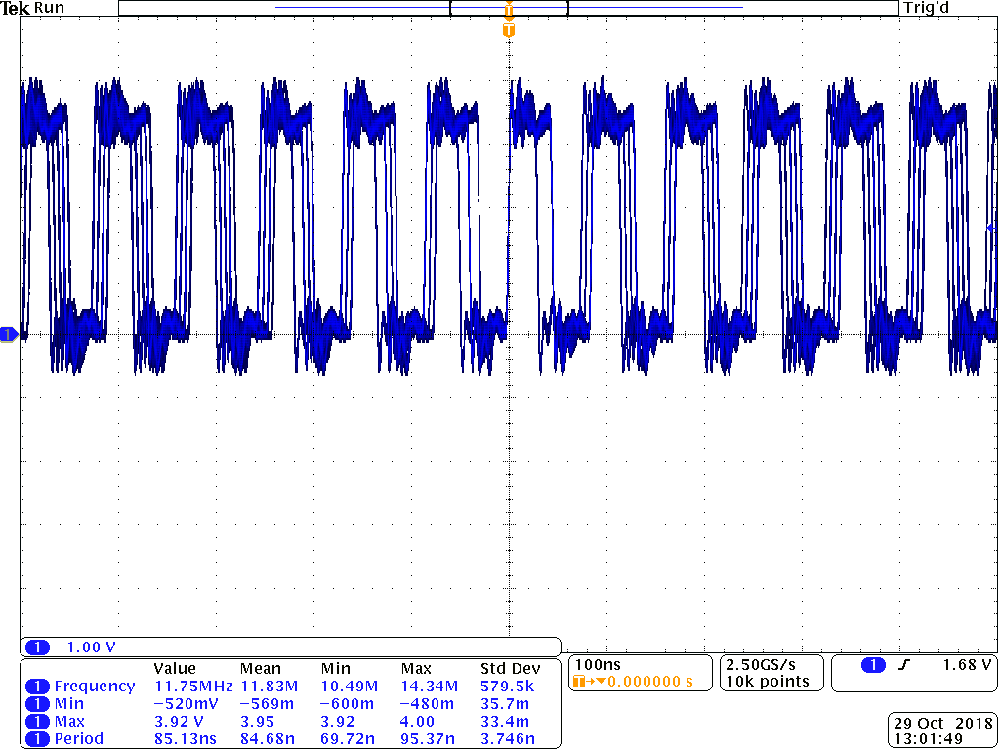 Tek Run Trig'd
T
T
1
1 1.00 V
Value Mean Min Max Std Dev
1 Frequency 11.75MHz 11.83M 10.49M 14.34M 579.5k
1 Min −520mV −569m −600m −480m 35.7m
1 Max 3.92 V 3.95 3.92 4.00 33.4m
1 Period 85.13ns 84.68n 69.72n 95.37n 3.746n
100ns
T→▼0.000000 s
2.50GS/s
10k points
1 1.68 V
29 Oct 2018
13:01:49